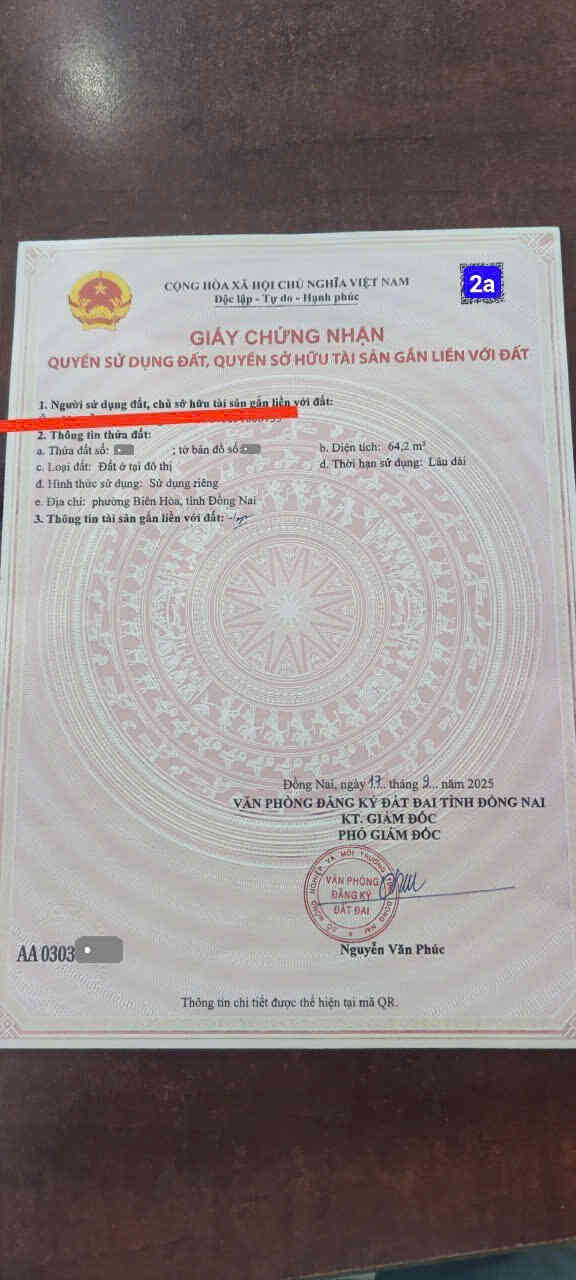 CỘNG HÒA XÃ HỘI CHỦ NGHĨA VIỆT NAM
Độc lập - Tự do - Hạnh phúc
2a
GIẤY CHỨNG NHẬN
QUYỀN SỬ DỤNG ĐẤT, QUYỀN SỞ HỮU TÀI SẢN GẮN LIỀN VỚI ĐẤT
1. Người sử dụng đất, chủ sở hữu tài sản gắn liền với đất:
2. Thông tin thửa đất:
a. Thửa đất số: ; tờ bản đồ số: b. Diện tích: 64,2 m²
c. Loại đất: Đất ở tại đô thị d. Thời hạn sử dụng: Lâu dài
đ. Hình thức sử dụng: Sử dụng riêng
e. Địa chỉ: phường Biên Hòa, tỉnh Đồng Nai
3. Thông tin tài sản gắn liền với đất:
Đồng Nai, ngày 17 tháng 9 năm 2025
VĂN PHÒNG ĐĂNG KÝ ĐẤT ĐAI TỈNH ĐỒNG NAI
KT. GIÁM ĐỐC
PHÓ GIÁM ĐỐC
VĂN PHÒNG
ĐĂNG KÝ
ĐẤT ĐAI
Nguyễn Văn Phúc
AA 0303
Thông tin chi tiết được thể hiện tại mã QR.